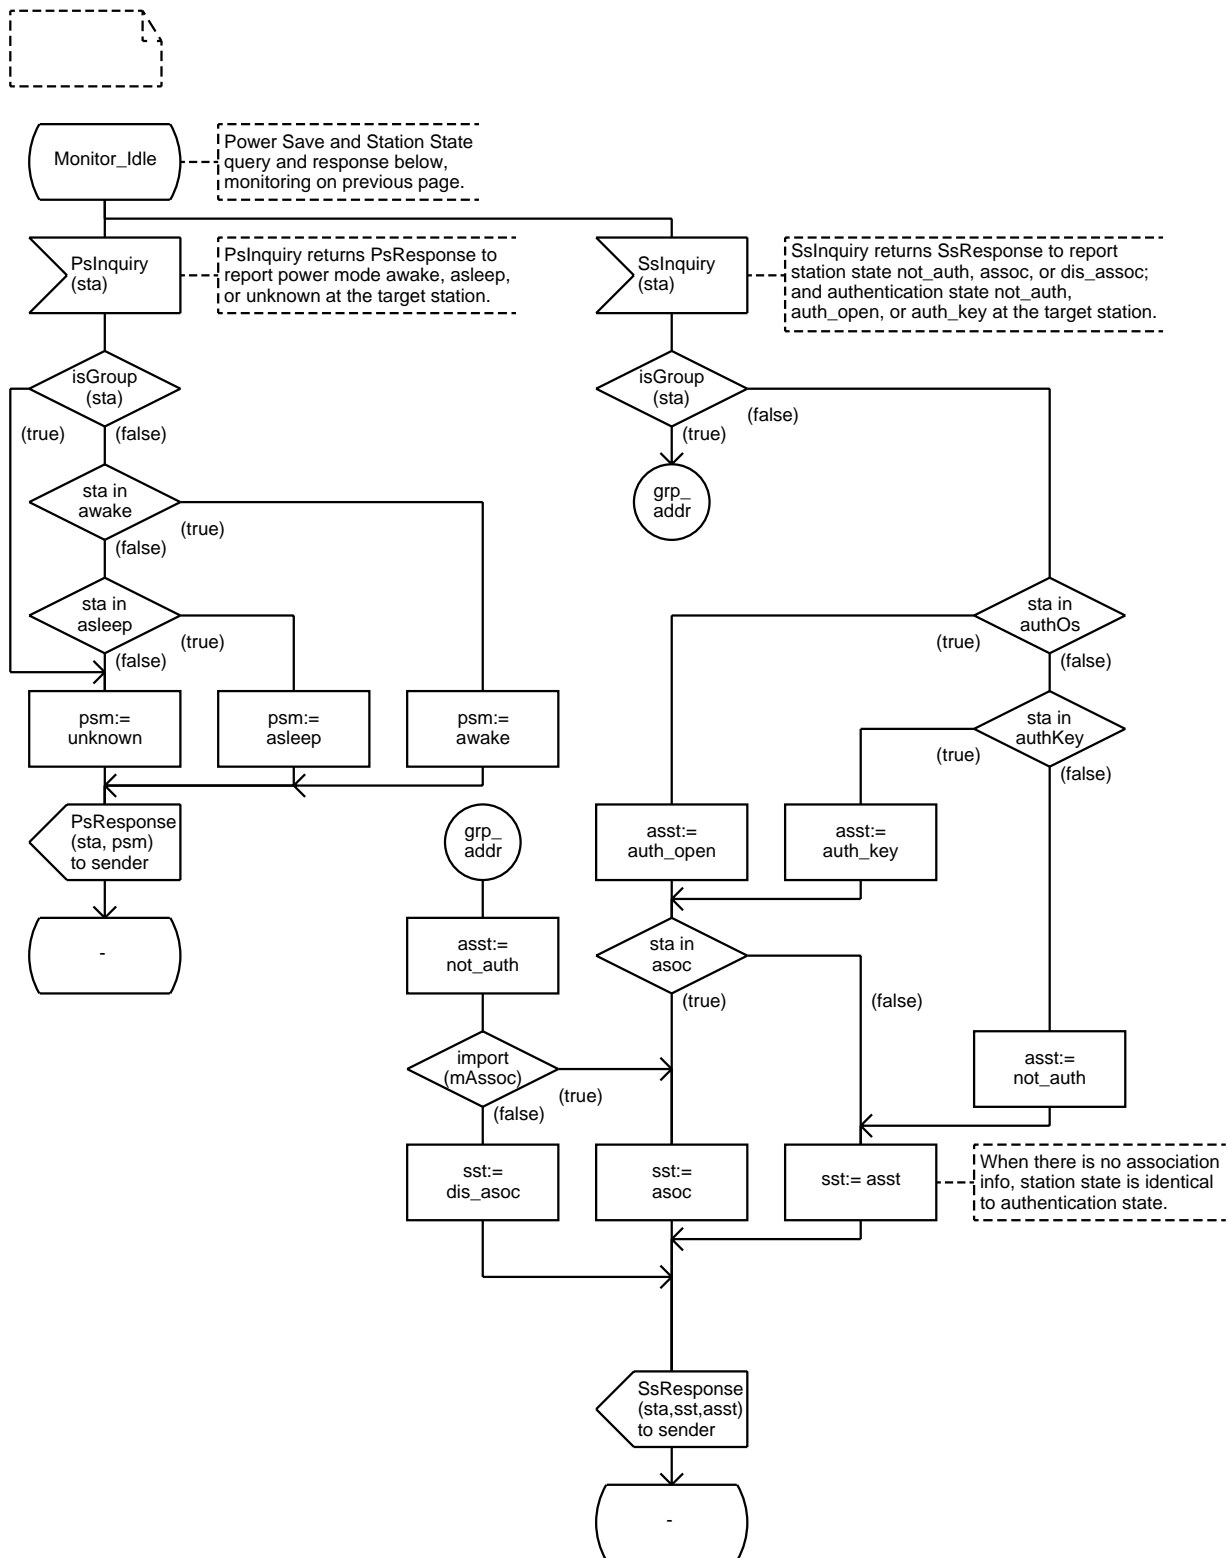 Monitor_Idle
Power Save and Station State
query and response below,
monitoring on previous page.
PsInquiry
(sta)
PsInquiry returns PsResponse to
report power mode awake, asleep,
or unknown at the target station.
SsInquiry
(sta)
SsInquiry returns SsResponse to report
station state not_auth, assoc, or dis_assoc;
and authentication state not_auth,
auth_open, or auth_key at the target station.
isGroup
(sta)
(true)
(false)
isGroup
(sta)
(false)
(true)
sta in
awake
(true)
(false)
grp_
addr
sta in
asleep
(true)
(false)
sta in
authOs
(true)
(false)
psm:=
unknown
psm:=
asleep
psm:=
awake
sta in
authKey
(true)
(false)
PsResponse
(sta, psm)
to sender
grp_
addr
asst:=
auth_open
asst:=
auth_key
-
asst:=
not_auth
sta in
asoc
(true)
(false)
import
(mAssoc)
(true)
(false)
asst:=
not_auth
sst:=
dis_asoc
sst:=
asoc
sst:= asst
When there is no association
info, station state is identical
to authentication state.
SsResponse
(sta,sst,asst)
to sender
-